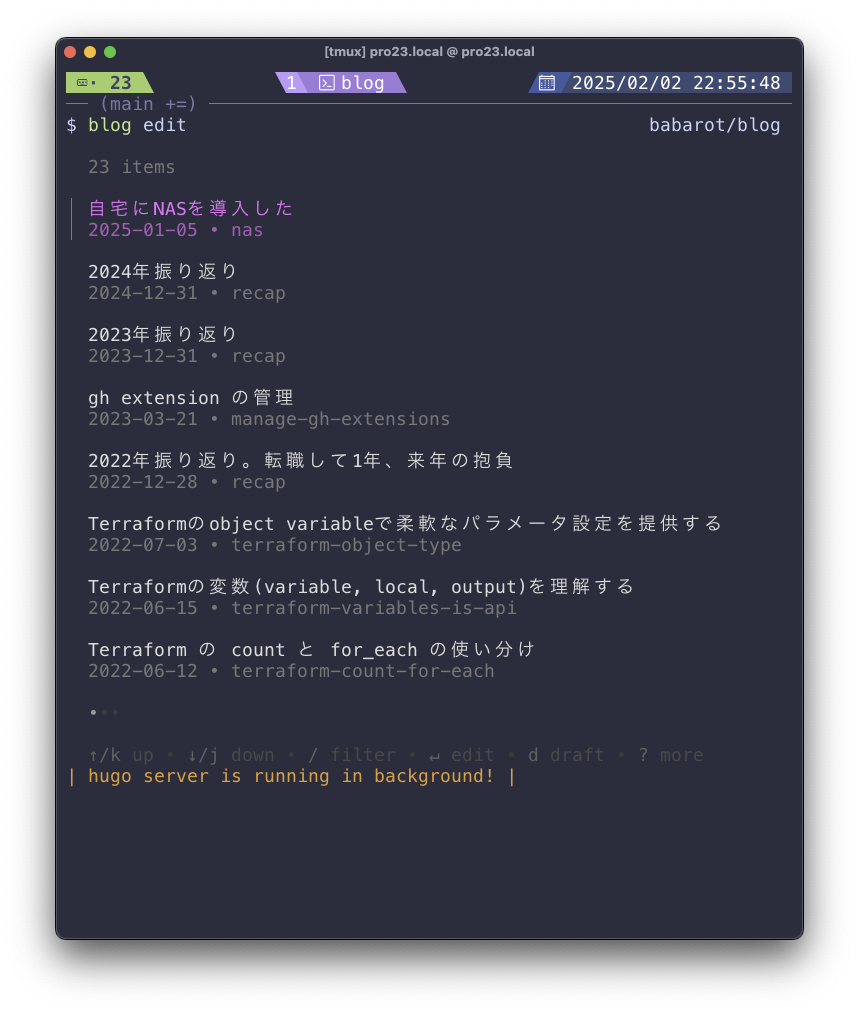 [tmux] pro23.local @ pro23.local
23 1 blog 2025/02/02 22:55:48
(main +=)
$ blog edit babarot/blog
23 items
自宅にNASを導入した
2025-01-05 • nas
2024年振り返り
2024-12-31 • recap
2023年振り返り
2023-12-31 • recap
gh extension の管理
2023-03-21 • manage-gh-extensions
2022年振り返り。転職して1年、来年の抱負
2022-12-28 • recap
Terraformのobject variableで柔軟なパラメータ設定を提供する
2022-07-03 • terraform-object-type
Terraformの変数(variable, local, output)を理解する
2022-06-15 • terraform-variables-is-api
Terraform の count と for_each の使い分け
2022-06-12 • terraform-count-for-each
•••
↑/k up • ↓/j down • / filter • ↵ edit • d draft • ? more
| hugo server is running in background! |